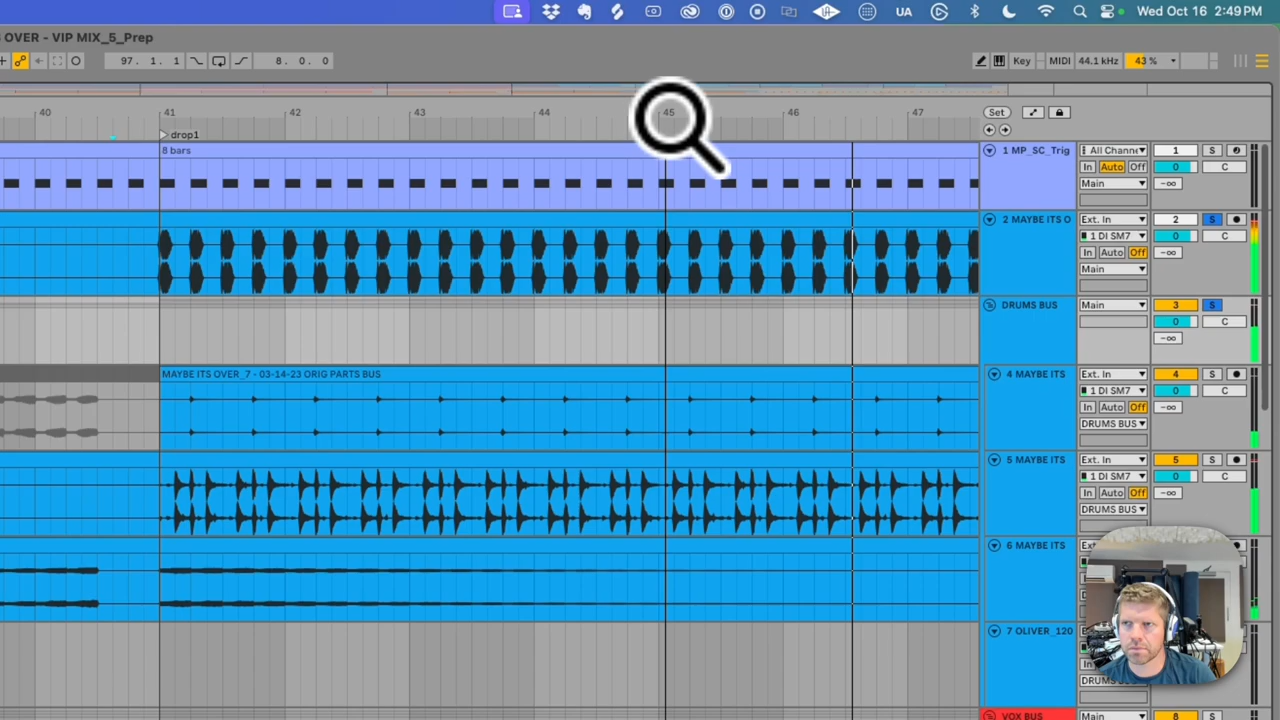 UA
Wed Oct 16 2:49 PM
OVER - VIP MIX_5_Prep
97. 1. 1
8. 0. 0
Key
MIDI
44.1 kHz
43 %
40
41
42
43
44
45
46
47
Set
drop1
8 bars
1 MP_SC_Trig
All Channe
1
S
In
Auto
Off
0
C
Main
-∞
2 MAYBE ITS O
Ext. In
2
S
1 DI SM7
0
C
In
Auto
Off
-∞
Main
DRUMS BUS
Main
3
S
0
C
-∞
MAYBE ITS OVER_7 - 03-14-23 ORIG PARTS BUS
4 MAYBE ITS
Ext. In
4
S
1 DI SM7
0
C
In
Auto
Off
-∞
DRUMS BUS
5 MAYBE ITS
Ext. In
5
S
1 DI SM7
0
C
In
Auto
Off
-∞
DRUMS BUS
6 MAYBE ITS
7 OLIVER_120
In
DRUMS
VOX BUS
Main
8
S